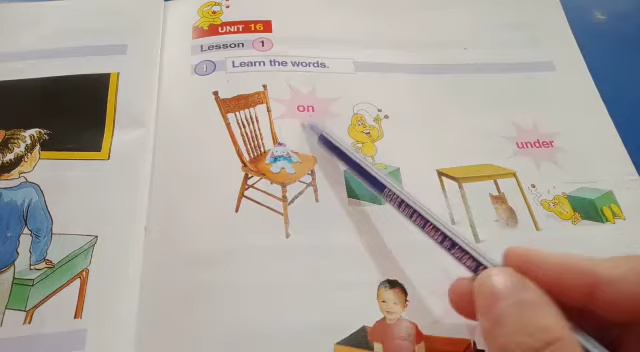 UNIT 16
Lesson 1
1 Learn the words.
on
under